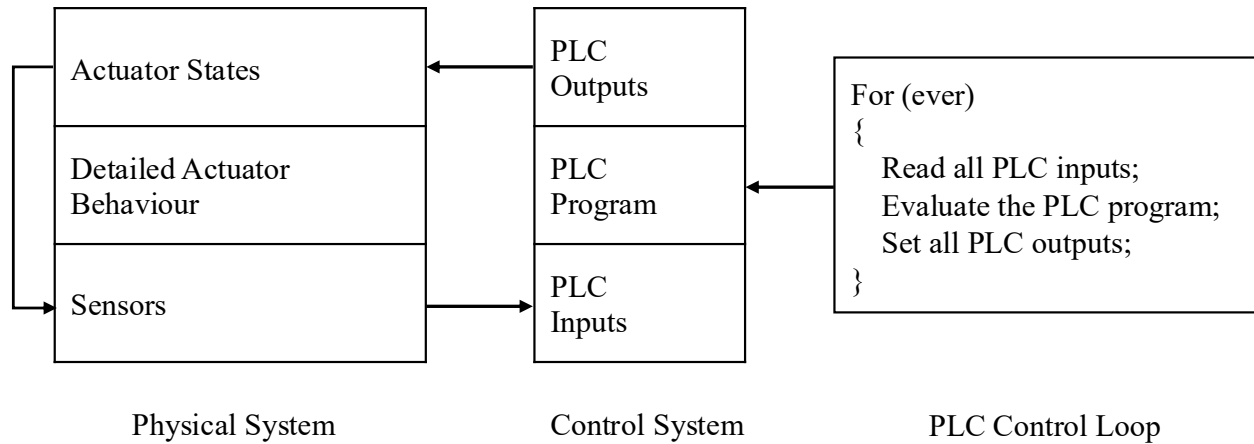 Actuator States
Detailed Actuator
Behaviour
Sensors
Physical System
PLC
Outputs
PLC
Program
PLC
Inputs
Control System
For (ever)
{
Read all PLC inputs;
Evaluate the PLC program;
Set all PLC outputs;
}
PLC Control Loop